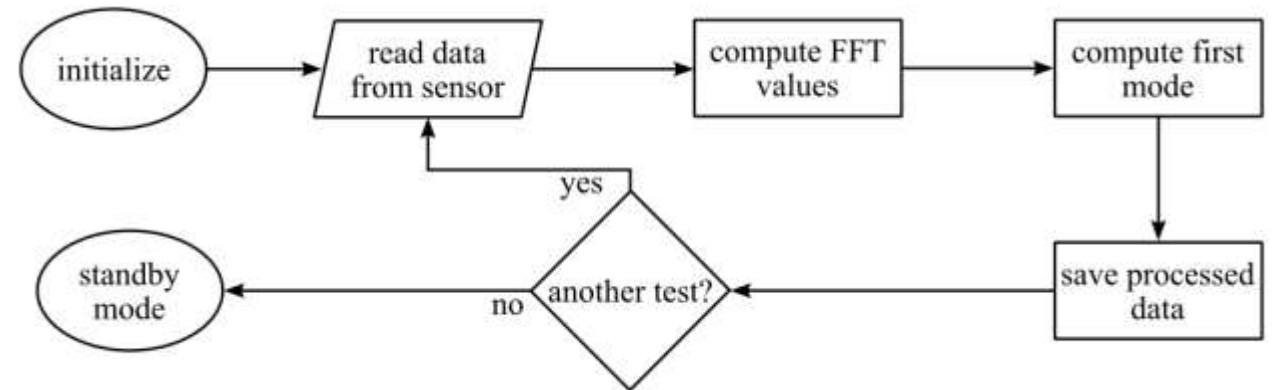 initialize
read data
from sensor
compute FFT
values
compute first
mode
yes
standby
mode
no
another test?
save processed
data